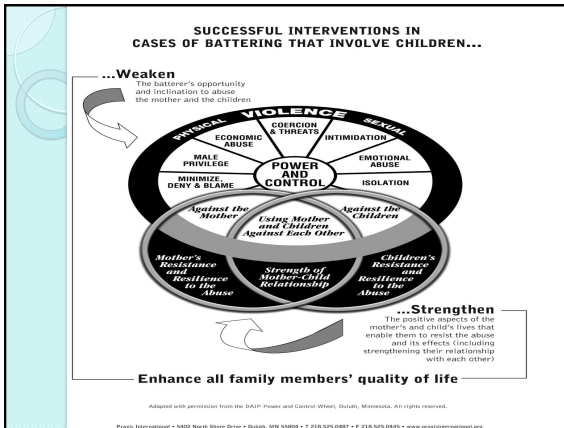 SUCCESSFUL INTERVENTIONS IN
CASES OF BATTERING THAT INVOLVE CHILDREN...
...Weaken
The batterer's opportunity
and inclination to abuse
the mother and the children
PHYSICAL VIOLENCE SEXUAL
COERCION
& THREATS
ECONOMIC
ABUSE
INTIMIDATION
MALE
PRIVILEGE
EMOTIONAL
ABUSE
POWER
AND
CONTROL
MINIMIZE,
DENY & BLAME
ISOLATION
Against the
Mother
Using Mother
and Children
Against Each Other
Against the
Children
Mother's
Resistance
and
Resilience
to the
Abuse
Strength of
Mother-Child
Relationship
Children's
Resistance
and
Resilience to
the Abuse
...Strengthen
The positive aspects of the
mother's and child's lives that
enable them to resist the abuse
and its effects (including
strengthening their relationship
with each other)
Enhance all family members' quality of life
Adapted with permission from the DAIP Power and Control Wheel, Duluth, Minnesota. All rights reserved.
Praxis International • 5402 North Shore Drive • Duluth, MN 55804 • T 218.525.0487 • F 218.525.0445 • www.praxisinternational.org